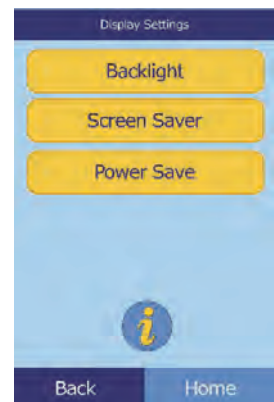 Display Settings
Backlight
Screen Saver
Power Save
i
Back Home